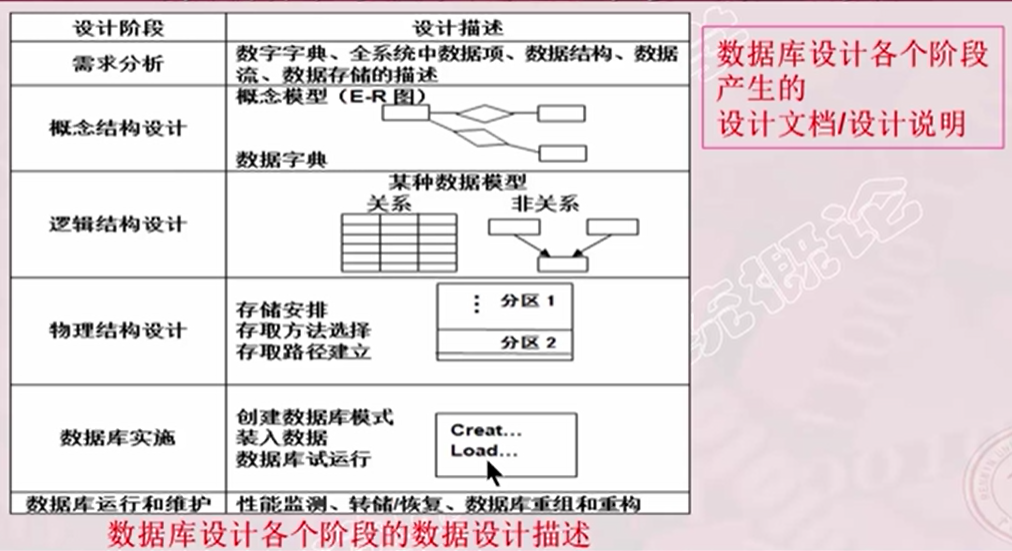 设计阶段 设计描述
需求分析
数字字典、全系统中数据项、数据结构、数据
流、数据存储的描述
概念结构设计
概念模型（E-R 图）
数据字典
逻辑结构设计
某种数据模型
关系 非关系
物理结构设计
存储安排
存取方法选择
存取路径建立
分区 1
分区 2
数据库实施
创建数据库模式
装入数据
数据库试运行
Creat...
Load...
数据库运行和维护 性能监测、转储/恢复、数据库重组和重构
数据库设计各个阶段的数据设计描述
数据库设计各个阶段
产生的
设计文档/设计说明
统概论